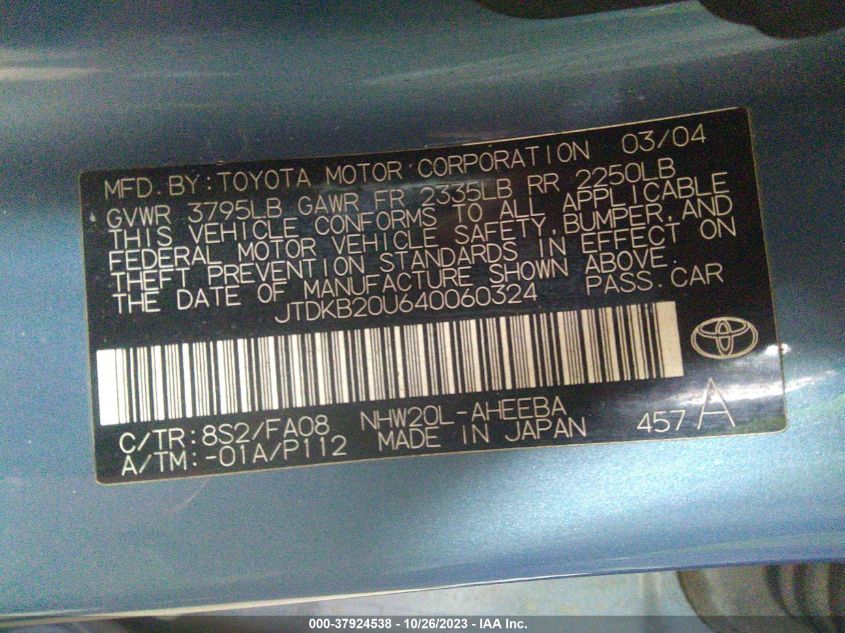 MFD. BY: TOYOTA MOTOR CORPORATION 03/04
GVWR 3795LB GAWR FR 2335LB RR 2250LB
THIS VEHICLE CONFORMS TO ALL APPLICABLE
FEDERAL MOTOR VEHICLE SAFETY, BUMPER, AND
THEFT PREVENTION STANDARDS IN EFFECT ON
THE DATE OF MANUFACTURE SHOWN ABOVE.
JTDKB20U640060324 PASS. CAR
C/TR: 8S2/FA08 NHW20L-AHEEBA 457 A
A/TM: -01A/P112 MADE IN JAPAN
000-37924538 - 10/26/2023 - IAA Inc.